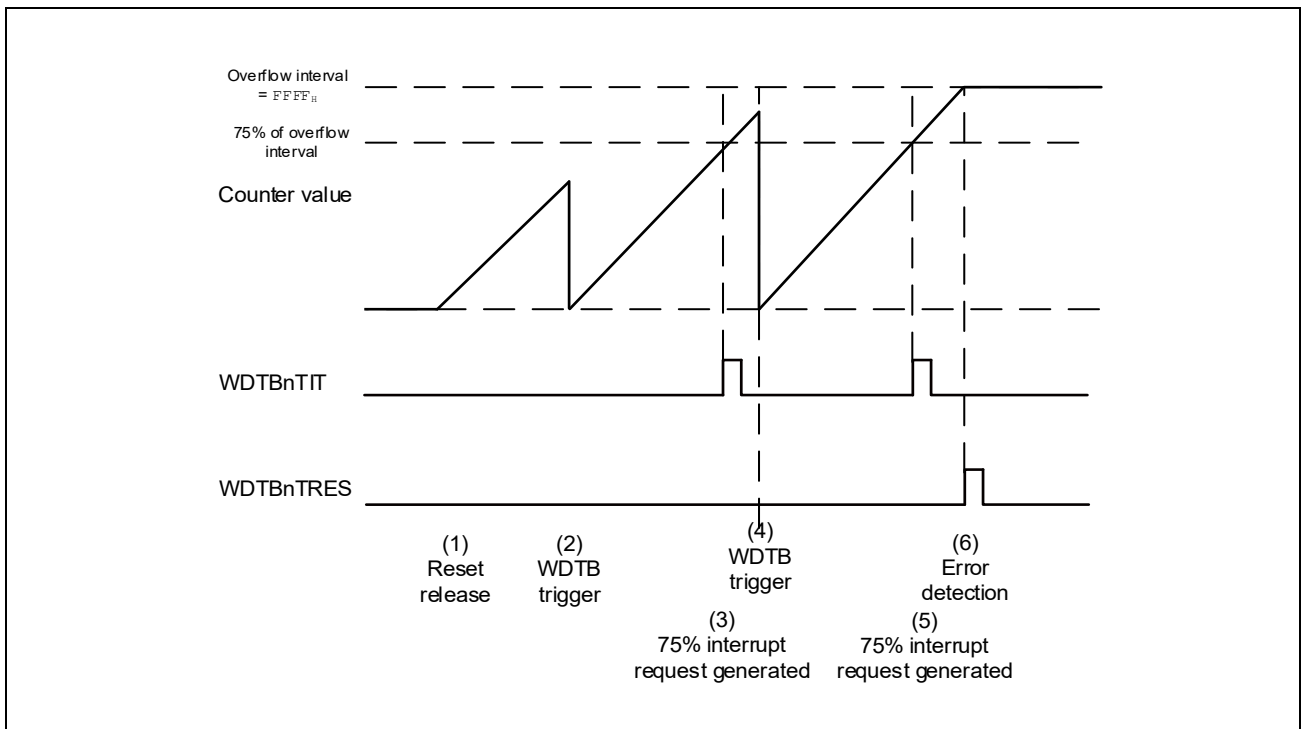 Overflow interval
= FFFFH
75% of overflow
interval
Counter value
WDTBnTIT
WDTBnTRES
(1)
Reset
release
(2)
WDTB
trigger
(4)
WDTB
trigger
(6)
Error
detection
(3)
75% interrupt
request generated
(5)
75% interrupt
request generated